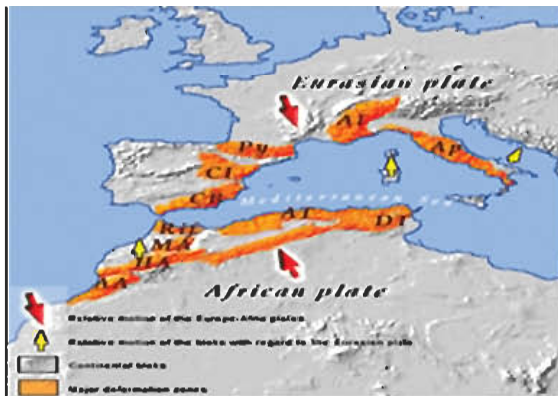 Eurasian plate
Al
Py
Ap
CI
CB
Mediterranean Sea
Rif
AT
DT
MA
HA
AA
African plate
Relative motion of the Europe-Africa plates
Relative motion of the blocks with regard to the Eurasian plate
Continental blocks
Major deformation zones